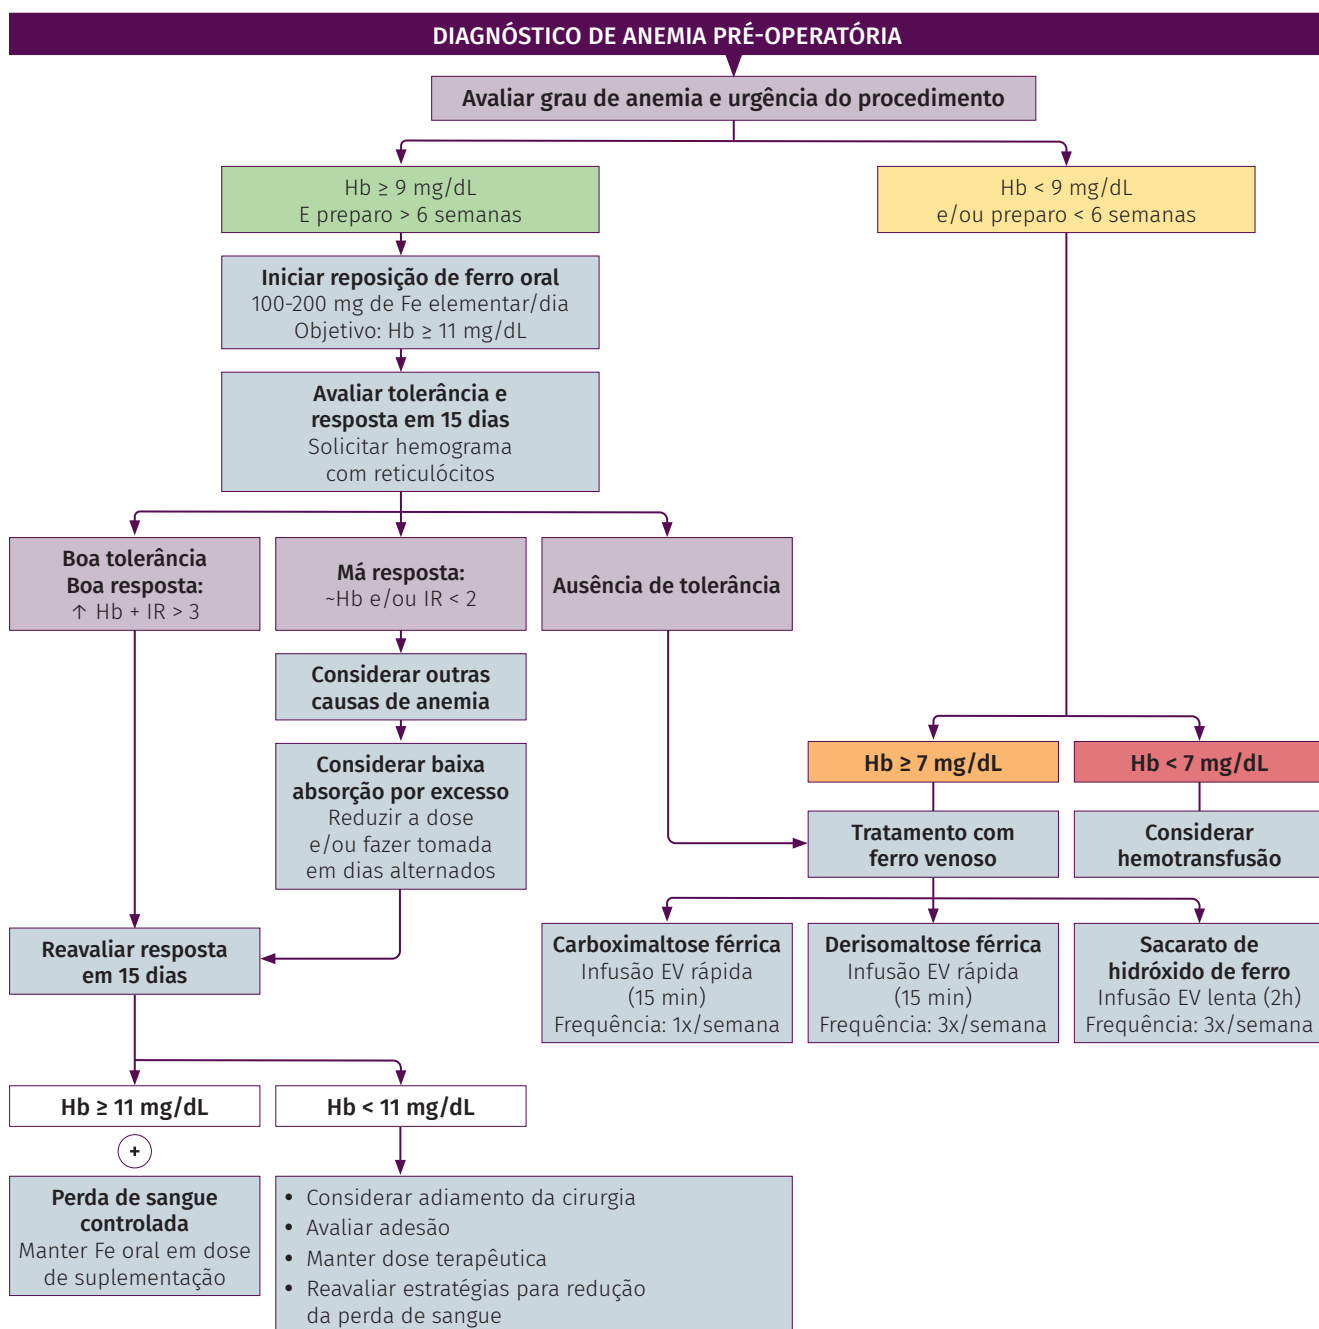 DIAGNÓSTICO DE ANEMIA PRÉ-OPERATÓRIA
Avaliar grau de anemia e urgência do procedimento
Hb ≥ 9 mg/dL
E preparo > 6 semanas
Hb < 9 mg/dL
e/ou preparo < 6 semanas
Iniciar reposição de ferro oral
100-200 mg de Fe elementar/dia
Objetivo: Hb ≥ 11 mg/dL
Avaliar tolerância e
resposta em 15 dias
Solicitar hemograma
com reticulócitos
Boa tolerância
Boa resposta:
↑ Hb + IR > 3
Má resposta:
~Hb e/ou IR < 2
Ausência de tolerância
Considerar outras
causas de anemia
Considerar baixa
absorção por excesso
Reduzir a dose
e/ou fazer tomada
em dias alternados
Hb ≥ 7 mg/dL
Hb < 7 mg/dL
Tratamento com
ferro venoso
Considerar
hemotransfusão
Reavaliar resposta
em 15 dias
Carboximaltose férrica
Infusão EV rápida
(15 min)
Frequência: 1x/semana
Derisomaltose férrica
Infusão EV rápida
(15 min)
Frequência: 3x/semana
Sacarato de
hidróxido de ferro
Infusão EV lenta (2h)
Frequência: 3x/semana
Hb ≥ 11 mg/dL
Hb < 11 mg/dL
+
Perda de sangue
controlada
Manter Fe oral em dose
de suplementação
• Considerar adiamento da cirurgia
• Avaliar adesão
• Manter dose terapêutica
• Reavaliar estratégias para redução
da perda de sangue